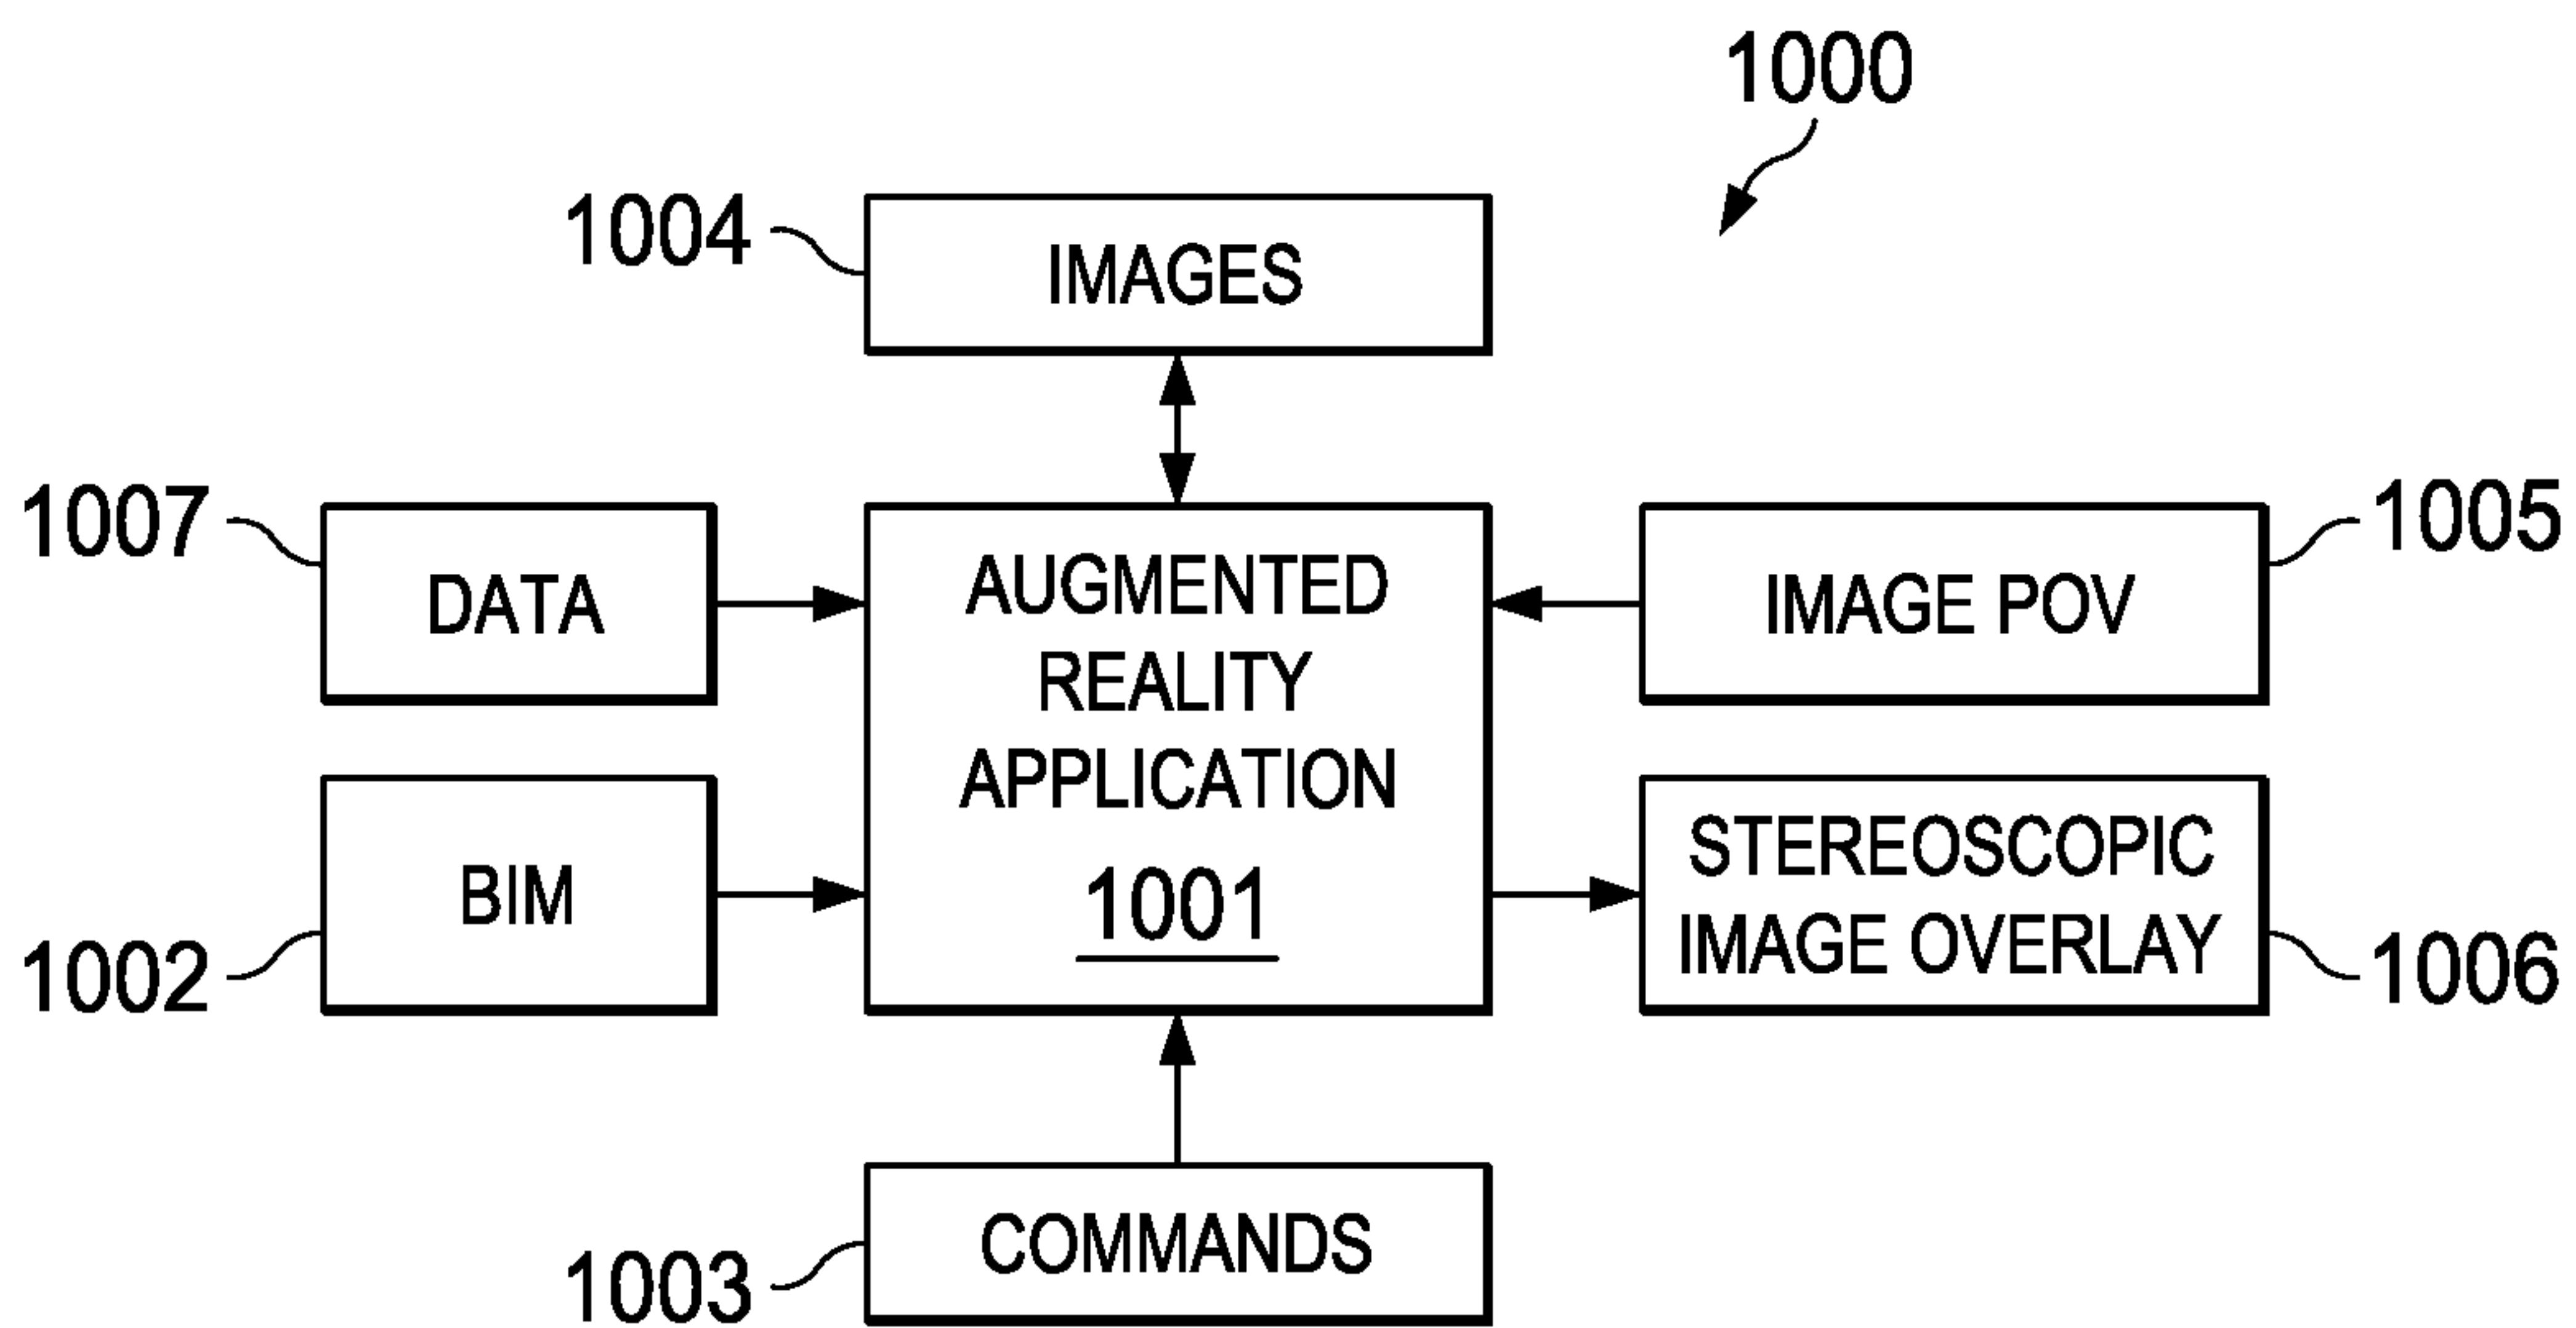 1000
1004
IMAGES
1007
DATA
AUGMENTED
REALITY
APPLICATION
1001
IMAGE POV
1005
BIM
1002
STEREOSCOPIC
IMAGE OVERLAY
1006
COMMANDS
1003